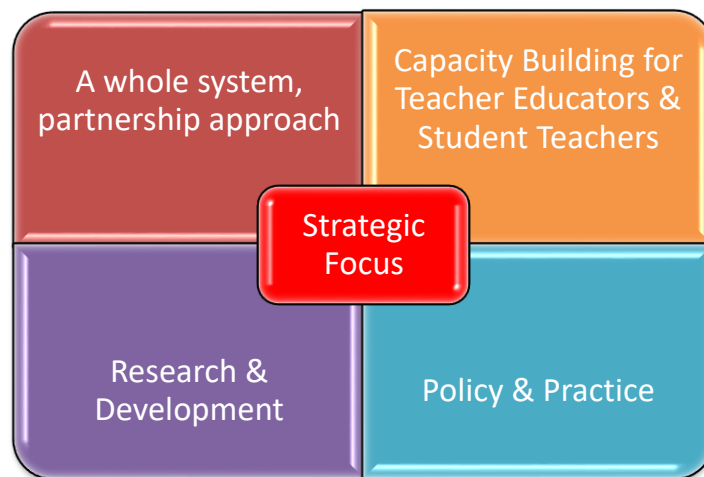 A whole system,
partnership approach
Capacity Building for
Teacher Educators &
Student Teachers
Strategic
Focus
Research &
Development
Policy & Practice